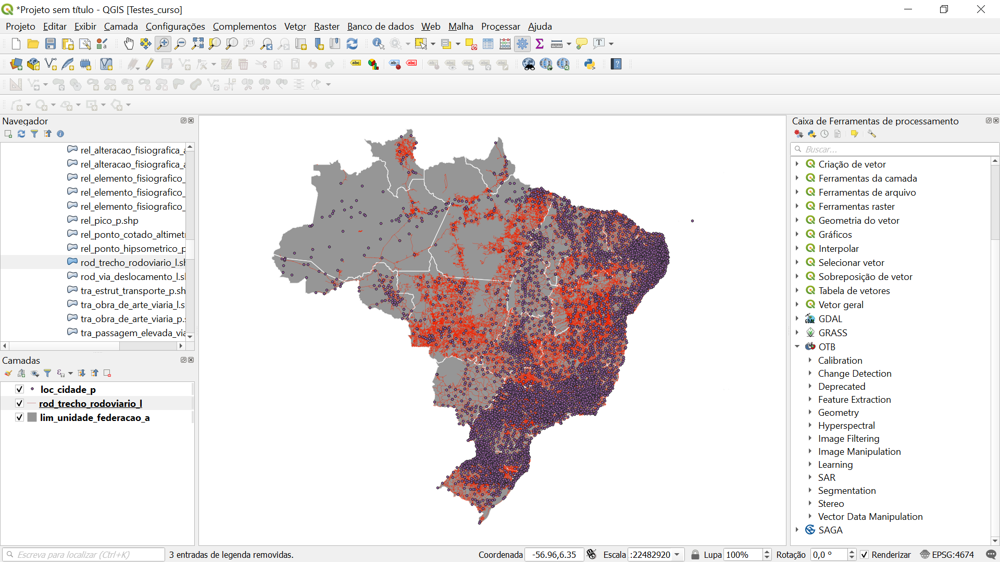 *Projeto sem título - QGIS [Testes_curso]
Projeto Editar Exibir Camada Configurações Complementos Vetor Raster Banco de dados Web Malha Processar Ajuda
Navegador
rel_alteracao_fisiografica_a
rel_alteracao_fisiografica_a
rel_elemento_fisiografico_
rel_elemento_fisiografico_
rel_elemento_fisiografico_
rel_pico_p.shp
rel_ponto_cotado_altimetr
rel_ponto_hipsometrico_p
rod_trecho_rodoviario_l.sh
rod_via_deslocamento_l.sh
tra_estrut_transporte_p.sh
tra_obra_de_arte_viaria_l.s
tra_obra_de_arte_viaria_p.s
tra_passagem_elevada_via
Camadas
loc_cidade_p
rod_trecho_rodoviario_l
lim_unidade_federacao_a
Caixa de Ferramentas de processamento
Buscar...
Criação de vetor
Ferramentas da camada
Ferramentas de arquivo
Ferramentas raster
Geometria do vetor
Gráficos
Interpolar
Selecionar vetor
Sobreposição de vetor
Tabela de vetores
Vetor geral
GDAL
GRASS
OTB
Calibration
Change Detection
Deprecated
Feature Extraction
Geometry
Hyperspectral
Image Filtering
Image Manipulation
Learning
SAR
Segmentation
Stereo
Vector Data Manipulation
SAGA
Escreva para localizar (Ctrl+K) 3 entradas de legenda removidas. Coordenada -56.96,6.35 Escala :22482920 Lupa 100% Rotação 0,0 ° Renderizar EPSG:4674